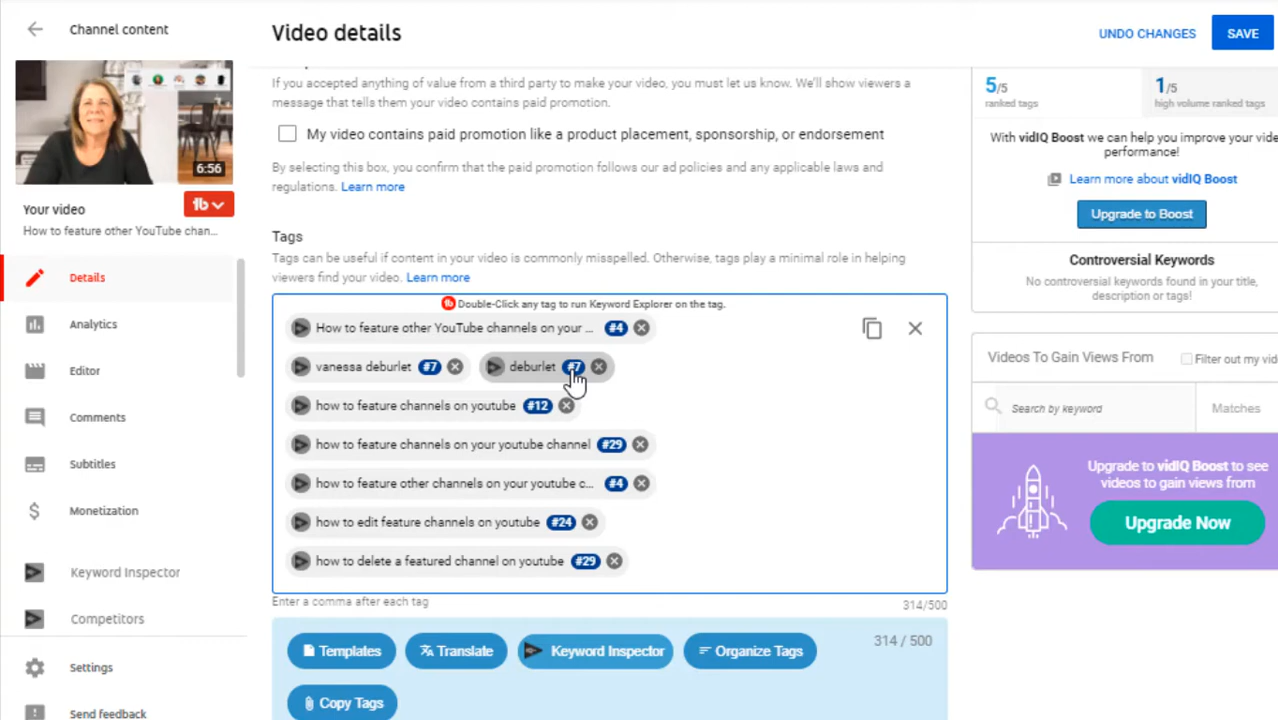 Channel content
Video details
UNDO CHANGES
SAVE
If you accepted anything of value from a third party to make your video, you must let us know. We'll show viewers a
message that tells them your video contains paid promotion.
My video contains paid promotion like a product placement, sponsorship, or endorsement
By selecting this box, you confirm that the paid promotion follows our ad policies and any applicable laws and
regulations. Learn more
6:56
Your video
How to feature other YouTube chan...
Details
Analytics
Editor
Comments
Subtitles
Monetization
Keyword Inspector
Competitors
Settings
Send feedback
Tags
Tags can be useful if content in your video is commonly misspelled. Otherwise, tags play a minimal role in helping
viewers find your video. Learn more
Double-Click any tag to run Keyword Explorer on the tag.
How to feature other YouTube channels on your ... #4
vanessa deburlet #7 deburlet #7
how to feature channels on youtube #12
how to feature channels on your youtube channel #29
how to feature other channels on your youtube c... #4
how to edit feature channels on youtube #24
how to delete a featured channel on youtube #29
Enter a comma after each tag
314/500
Templates
Translate
Keyword Inspector
Organize Tags
314 / 500
Copy Tags
5/5
ranked tags
1/5
high volume ranked tags
With vidIQ Boost we can help you improve your vide
performance!
Learn more about vidIQ Boost
Upgrade to Boost
Controversial Keywords
No controversial keywords found in your title,
description or tags!
Videos To Gain Views From
Filter out my vid
Search by keyword
Matches
Upgrade to vidIQ Boost to see
videos to gain views from
Upgrade Now